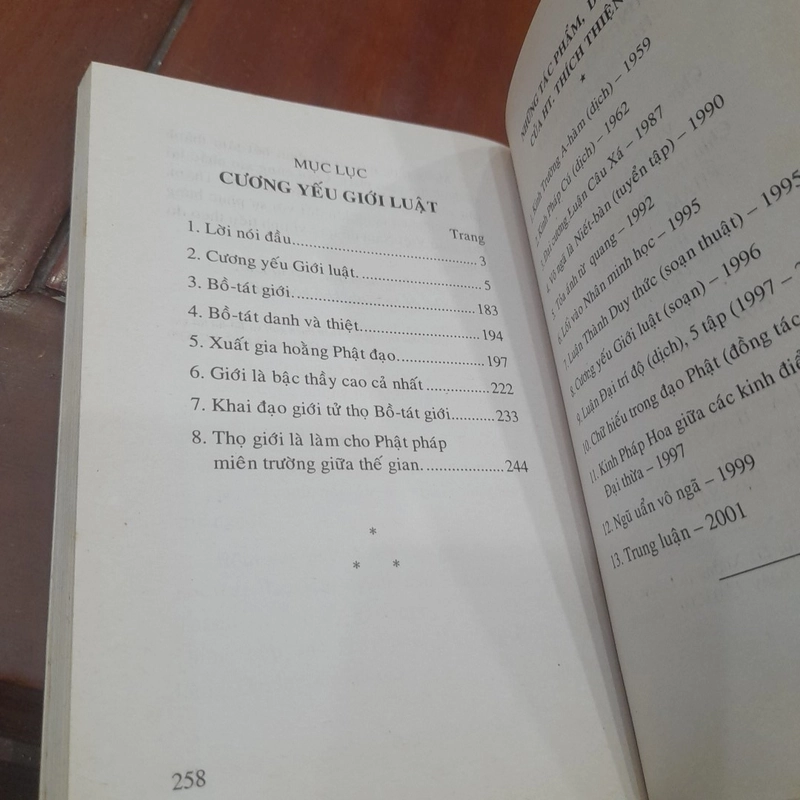 MỤC LỤC
CƯƠNG YẾU GIỚI LUẬT
Trang
1. Lời nói đầu..................................3
2. Cương yếu Giới luật.......................5
3. Bồ-tát giới.................................183
4. Bồ-tát danh và thiệt.....................194
5. Xuất gia hoằng Phật đạo...............197
6. Giới là bậc thầy cao cả nhất..........222
7. Khai đạo giới tử thọ Bồ-tát giới.......233
8. Thọ giới là làm cho Phật pháp
miên trường giữa thế gian.................244
*
* *
258
NHỮNG TÁC PHẨM,
CỦA HT. THÍCH THIỆN
*
1. Kinh Trường A-hàm (dịch) – 1959
2. Kinh Pháp Cú (dịch) – 1962
3. Đại cương Luận Câu Xá – 1987
4. Vô ngã là Niết-bàn (tuyển tập) – 1990
5. Tỏa ánh từ quang – 1992
6. Lối vào Nhân minh học – 1995
7. Luận Thành Duy thức (soạn thuật) – 1995
8. Cương yếu Giới luật (soạn) – 1996
9. Luận Đại trí độ (dịch), 5 tập (1997 –
10. Chữ hiếu trong đạo Phật (đồng tác
11. Kinh Pháp Hoa giữa các kinh điể
Đại thừa – 1997
12. Ngũ uẩn vô ngã – 1999
13. Trung luận – 2001